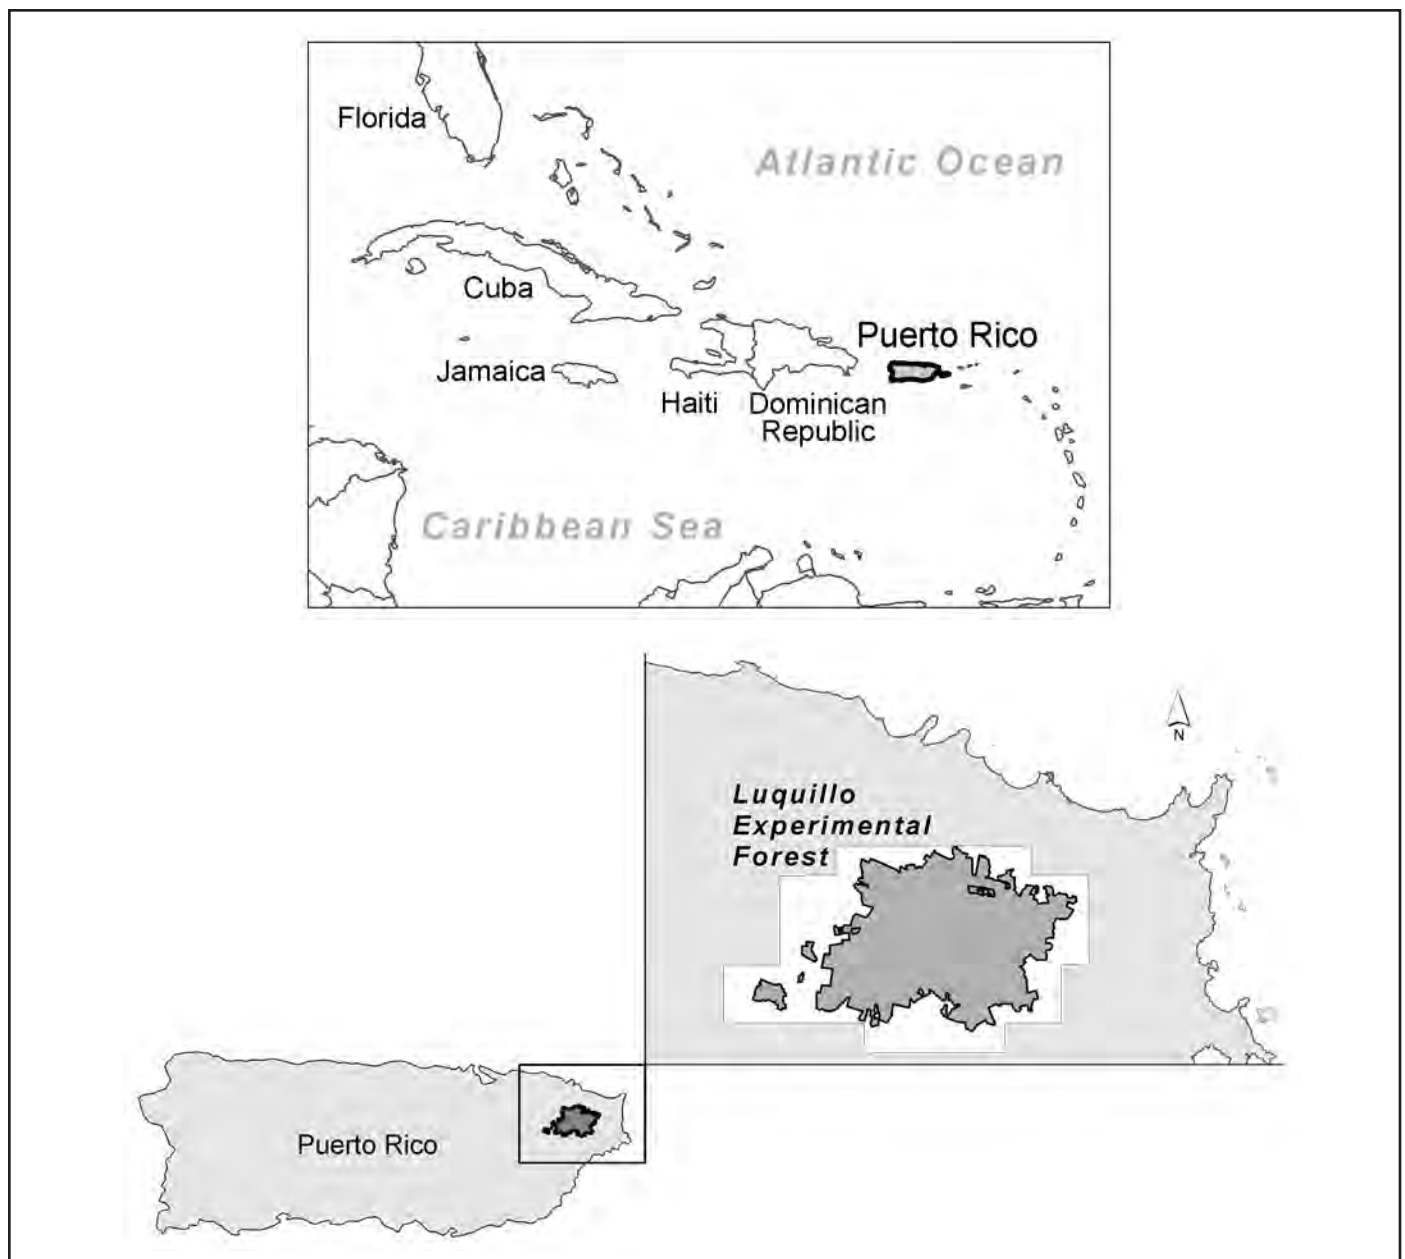 Florida
Atlantic Ocean
Cuba
Puerto Rico
Jamaica
Haiti
Dominican
Republic
Caribbean Sea
N
Luquillo
Experimental
Forest
Puerto Rico